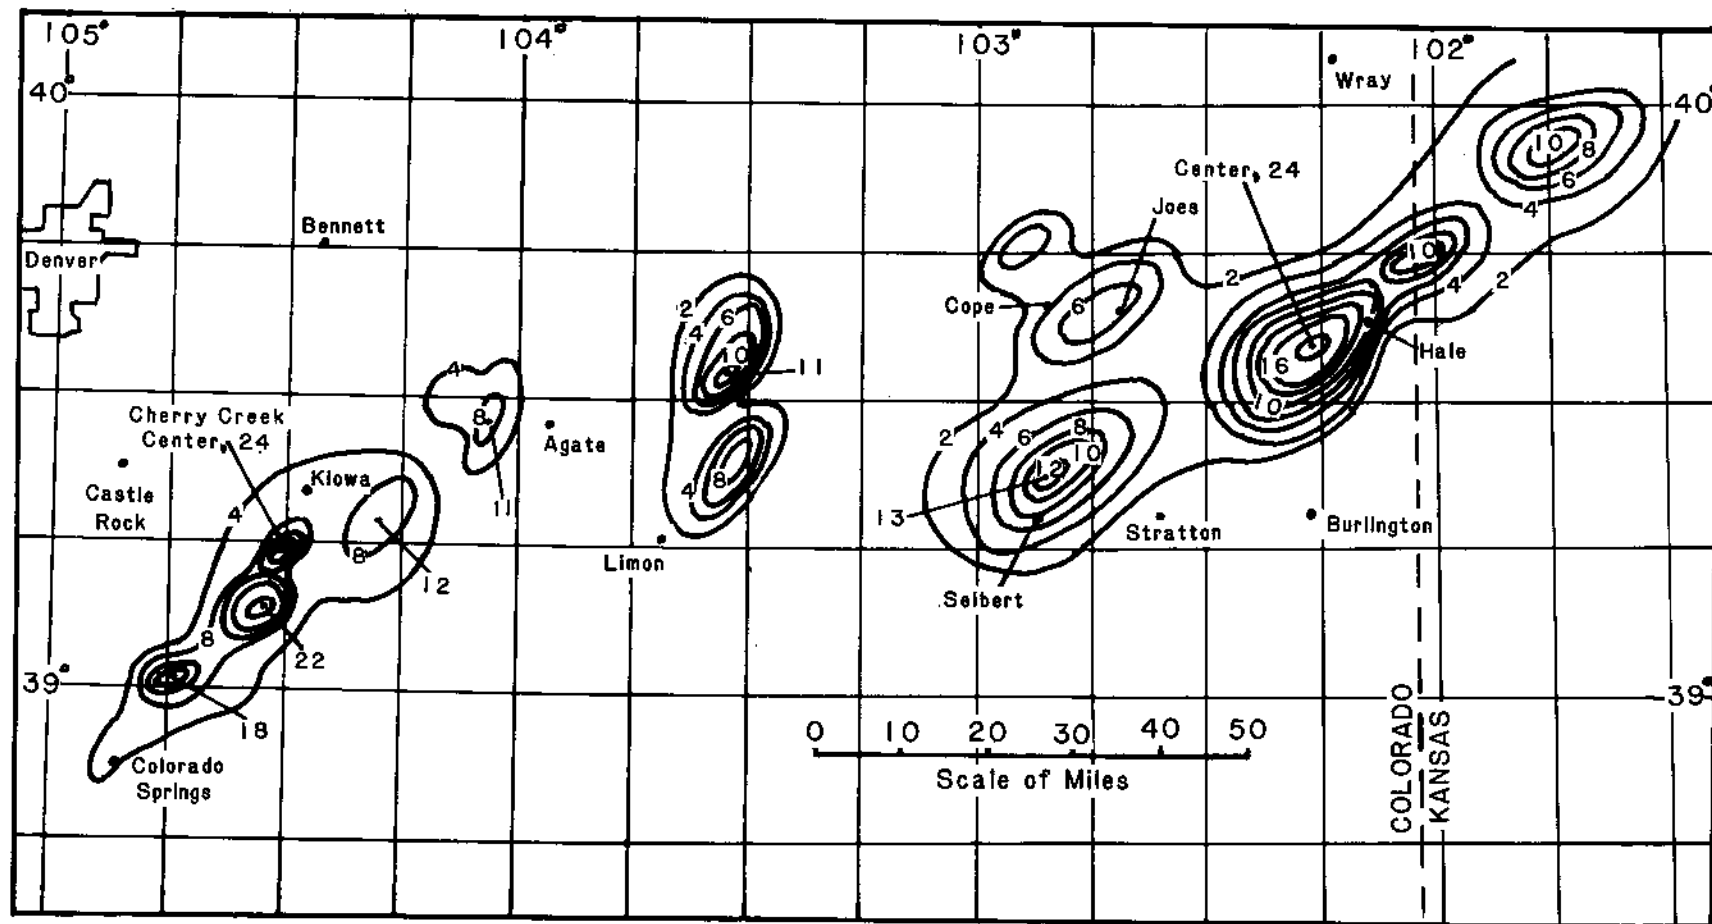 105°
104°
103°
102°
40°
40°
Wray
Denver
Bennett
Center, 24
Joes
Cope
Hale
10
8
6
4
10
4
2
2
6
16
10
2
4
6
10
11
4
8
4
8
11
Agate
Cherry Creek
Center, 24
Castle
Rock
Kiowa
4
8
12
8
22
18
Colorado
Springs
Limon
2
4
6
8
10
12
13
Seibert
Stratton
Burlington
39°
39°
0 10 20 30 40 50
Scale of Miles
COLORADO
KANSAS